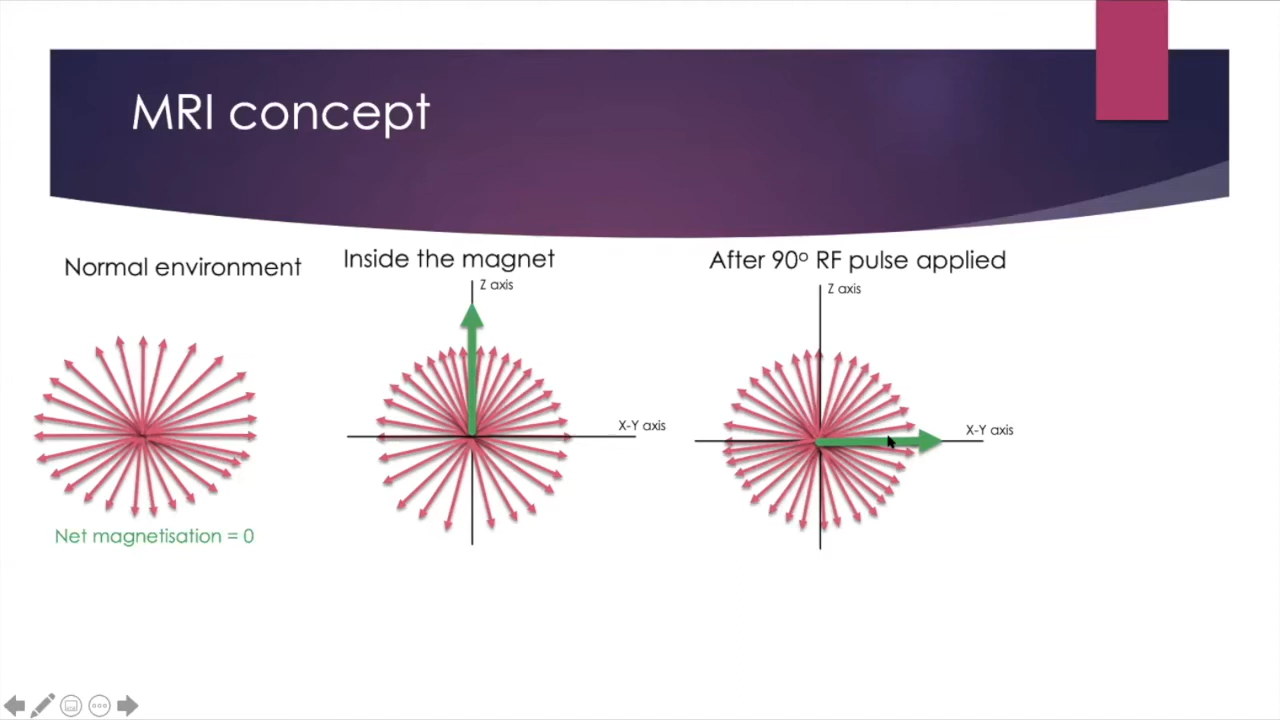 MRI concept
Normal environment
Inside the magnet
After 90º RF pulse applied
Z axis
Z axis
X-Y axis
X-Y axis
Net magnetisation = 0